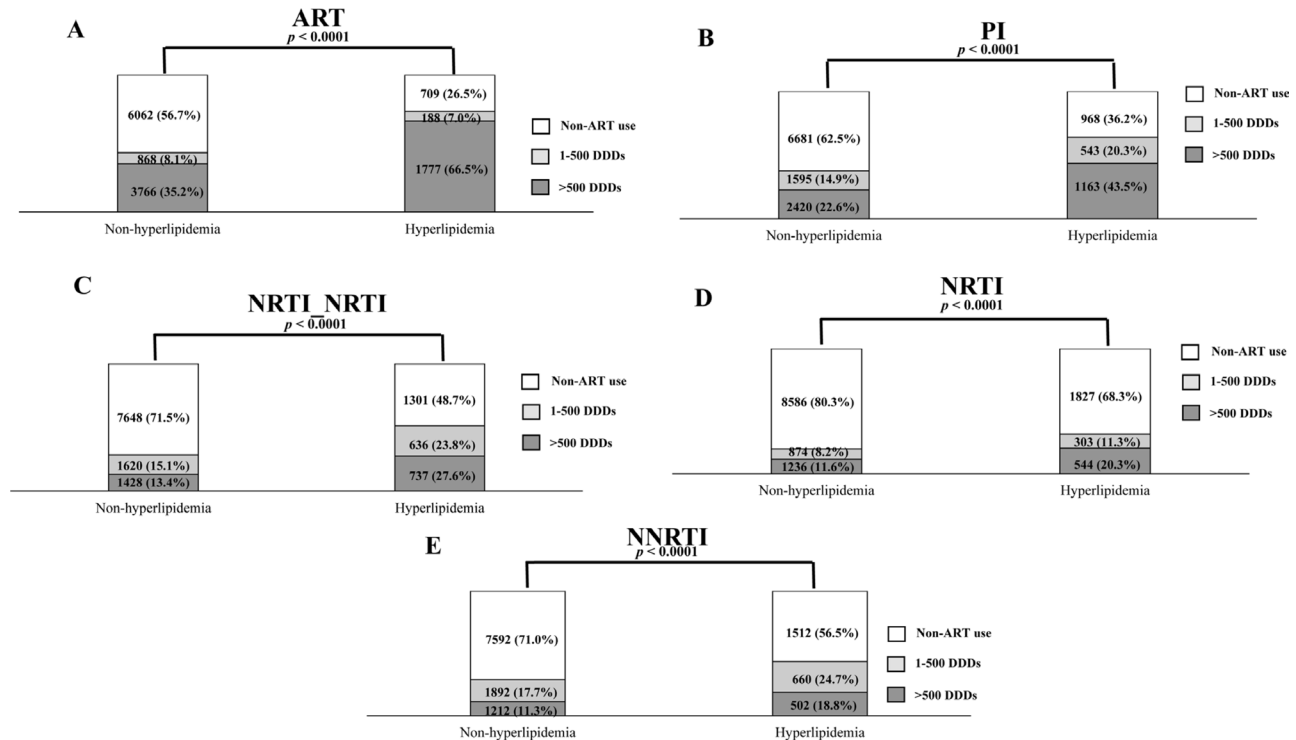 A
ART
p < 0.0001
6062 (56.7%)
868 (8.1%)
3766 (35.2%)
709 (26.5%)
188 (7.0%)
1777 (66.5%)
Non-ART use
1-500 DDDs
>500 DDDs
Non-hyperlipidemia
Hyperlipidemia
B
PI
p < 0.0001
6681 (62.5%)
1595 (14.9%)
2420 (22.6%)
968 (36.2%)
543 (20.3%)
1163 (43.5%)
Non-ART use
1-500 DDDs
>500 DDDs
Non-hyperlipidemia
Hyperlipidemia
C
NRTI_NRTI
p < 0.0001
7648 (71.5%)
1620 (15.1%)
1428 (13.4%)
1301 (48.7%)
636 (23.8%)
737 (27.6%)
Non-ART use
1-500 DDDs
>500 DDDs
Non-hyperlipidemia
Hyperlipidemia
D
NRTI
p < 0.0001
8586 (80.3%)
874 (8.2%)
1236 (11.6%)
1827 (68.3%)
303 (11.3%)
544 (20.3%)
Non-ART use
1-500 DDDs
>500 DDDs
Non-hyperlipidemia
Hyperlipidemia
E
NNRTI
p < 0.0001
7592 (71.0%)
1892 (17.7%)
1212 (11.3%)
1512 (56.5%)
660 (24.7%)
502 (18.8%)
Non-ART use
1-500 DDDs
>500 DDDs
Non-hyperlipidemia
Hyperlipidemia